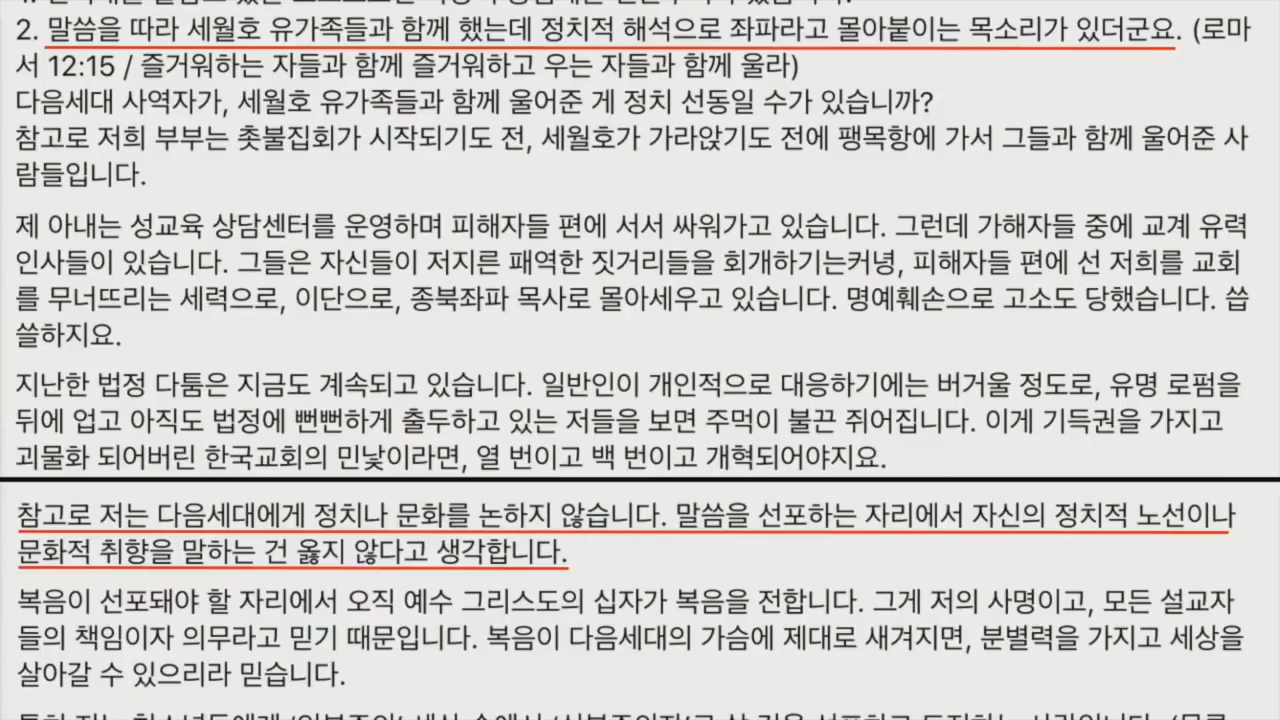 2. 말씀을 따라 세월호 유가족들과 함께 했는데 정치적 해석으로 좌파라고 몰아붙이는 목소리가 있더군요. (로마
서 12:15 / 즐거워하는 자들과 함께 즐거워하고 우는 자들과 함께 울라)
다음세대 사역자가, 세월호 유가족들과 함께 울어준 게 정치 선동일 수가 있습니까?
참고로 저희 부부는 촛불집회가 시작되기도 전, 세월호가 가라앉기도 전에 팽목항에 가서 그들과 함께 울어준 사
람들입니다.
제 아내는 성교육 상담센터를 운영하며 피해자들 편에 서서 싸워가고 있습니다. 그런데 가해자들 중에 교계 유력
인사들이 있습니다. 그들은 자신들이 저지른 패역한 짓거리들을 회개하기는커녕, 피해자들 편에 선 저희를 교회
를 무너뜨리는 세력으로, 이단으로, 종북좌파 목사로 몰아세우고 있습니다. 명예훼손으로 고소도 당했습니다. 씁
쓸하지요.
지난한 법정 다툼은 지금도 계속되고 있습니다. 일반인이 개인적으로 대응하기에는 버거울 정도로, 유명 로펌을
뒤에 업고 아직도 법정에 뻔뻔하게 출두하고 있는 저들을 보면 주먹이 불끈 쥐어집니다. 이게 기득권을 가지고
괴물화 되어버린 한국교회의 민낯이라면, 열 번이고 백 번이고 개혁되어야지요.
참고로 저는 다음세대에게 정치나 문화를 논하지 않습니다. 말씀을 선포하는 자리에서 자신의 정치적 노선이나
문화적 취향을 말하는 건 옳지 않다고 생각합니다.
복음이 선포돼야 할 자리에서 오직 예수 그리스도의 십자가 복음을 전합니다. 그게 저의 사명이고, 모든 설교자
들의 책임이자 의무라고 믿기 때문입니다. 복음이 다음세대의 가슴에 제대로 새겨지면, 분별력을 가지고 세상을
살아갈 수 있으리라 믿습니다.